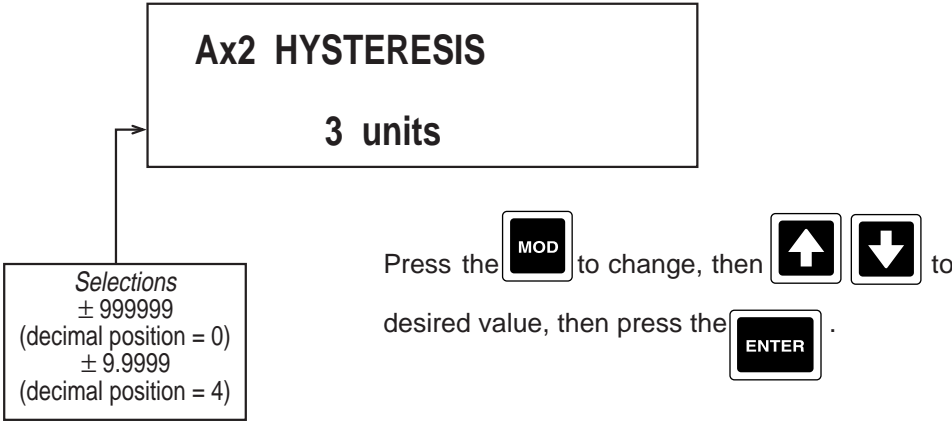 Ax2 HYSTERESIS
3 units
Selections
± 999999
(decimal position = 0)
± 9.9999
(decimal position = 4)
Press the MOD to change, then to
desired value, then press the ENTER .